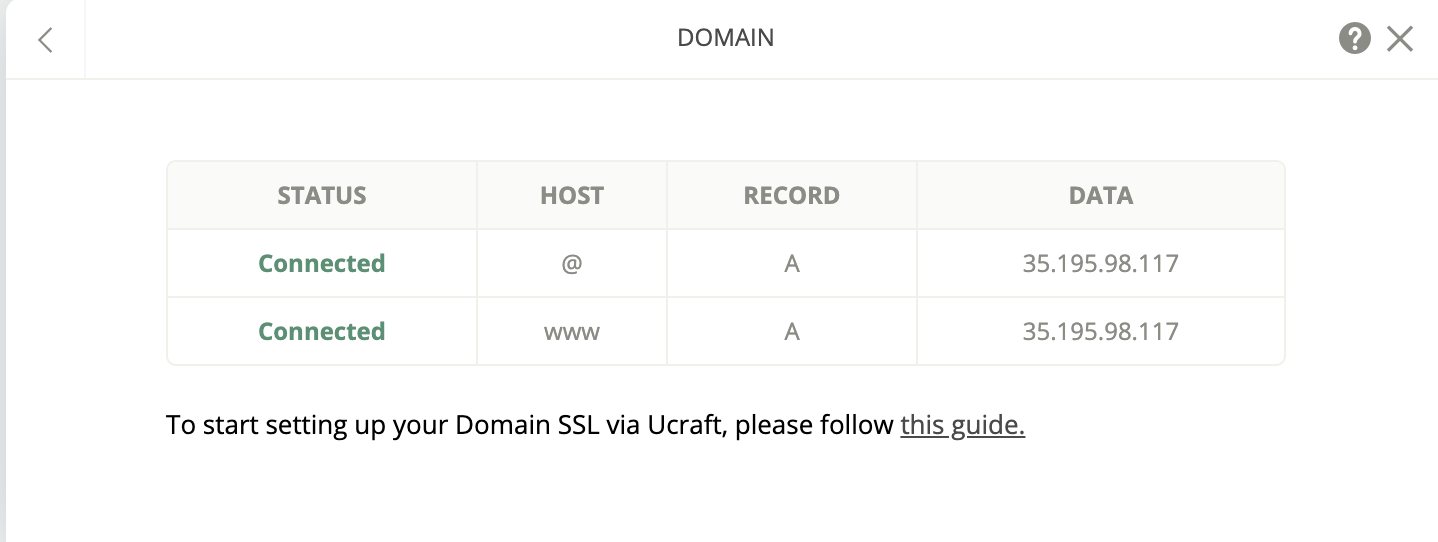 DOMAIN
STATUS HOST RECORD DATA
Connected @ A 35.195.98.117
Connected www A 35.195.98.117
To start setting up your Domain SSL via Ucraft, please follow this guide.